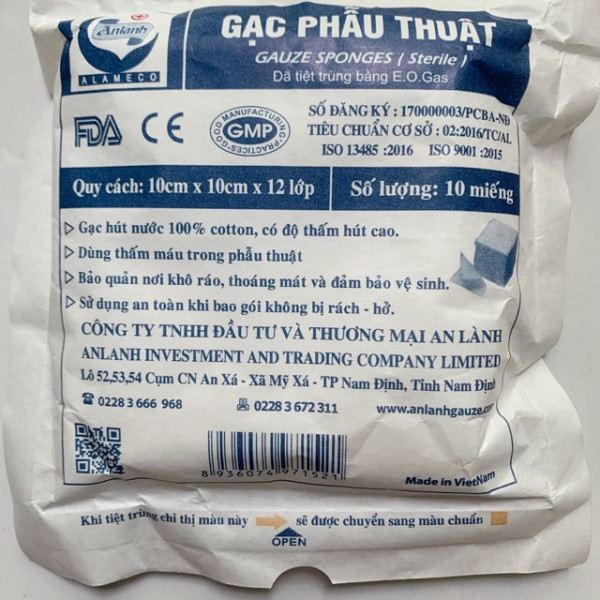 Anlanh
ALAMECO
GẠC PHẪU THUẬT
GAUZE SPONGES ( Sterile )
Đã tiệt trùng bằng E.O.Gas
FDA CE
GOOD MANUFACTURING PRACTICES
GMP
SỐ ĐĂNG KÝ : 170000003/PCBA-NĐ
TIÊU CHUẨN CƠ SỞ : 02:2016/TC/AL
ISO 13485 :2016 ISO 9001 :2015
Quy cách: 10cm x 10cm x 12 lớp
Số lượng: 10 miếng
Gạc hút nước 100% cotton, có độ thấm hút cao.
Dùng thấm máu trong phẫu thuật
Bảo quản nơi khô ráo, thoáng mát và đảm bảo vệ sinh.
Sử dụng an toàn khi bao gói không bị rách - hở.
CÔNG TY TNHH ĐẦU TƯ VÀ THƯƠNG MẠI AN LÀNH
ANLANH INVESTMENT AND TRADING COMPANY LIMITED
Lô 52,53,54 Cụm CN An Xá - Xã Mỹ Xá - TP Nam Định, Tỉnh Nam Định
0228 3 666 968 0228 3 672 311 www.anlanhgauze.co
8 936074 971521
Made in VietNam
Khi tiệt trùng chỉ thị màu này sẽ được chuyển sang màu chuẩn
OPEN